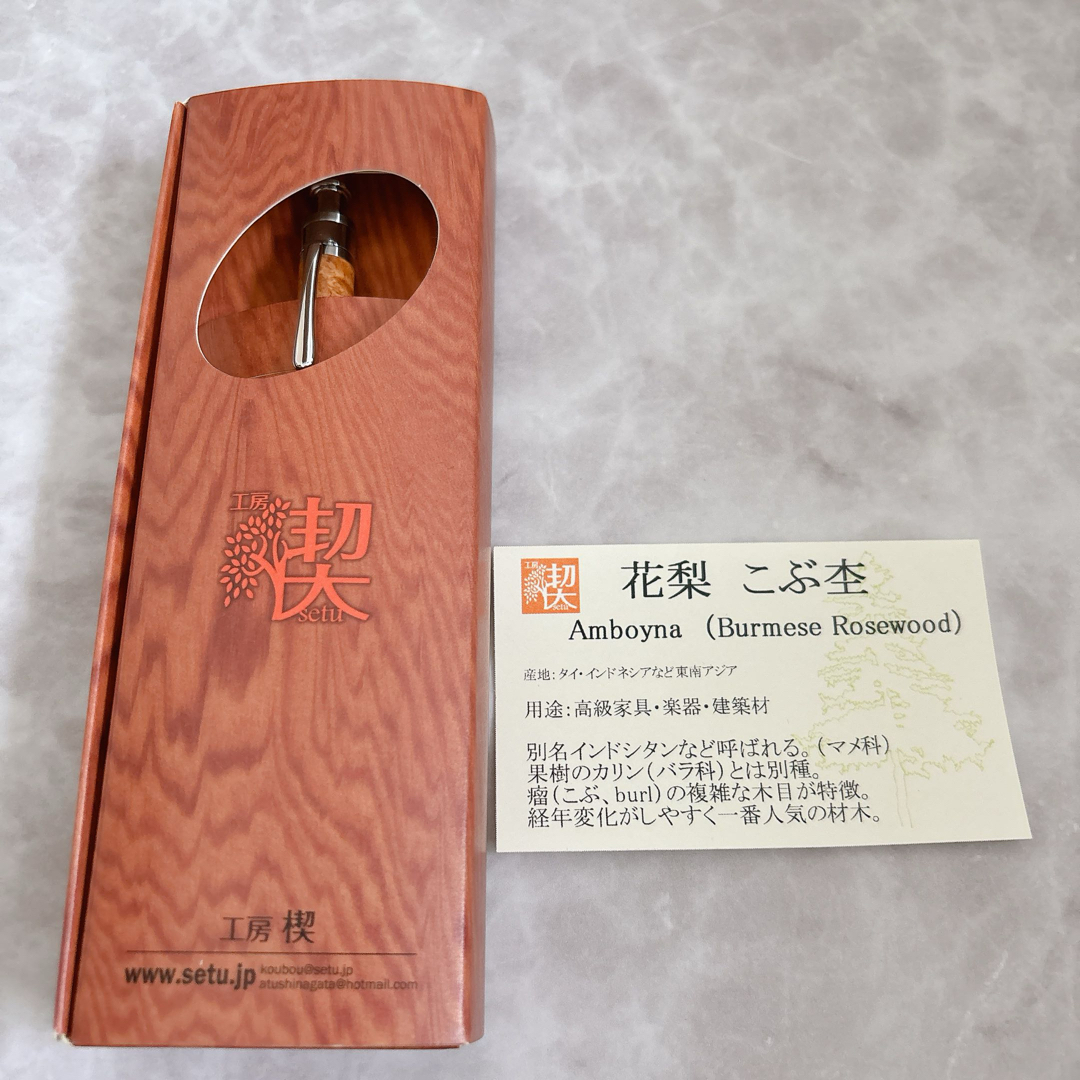 工房
楔
setu
工房 楔
www.setu.jp
koubou@setu.jp
atushinagata@hotmail.com
工房
楔
setu
花梨 こぶ杢
Amboyna (Burmese Rosewood)
産地:タイ・インドネシアなど東南アジア
用途:高級家具・楽器・建築材
別名インドシタンなど呼ばれる。(マメ科)
果樹のカリン(バラ科)とは別種。
瘤(こぶ、burl)の複雑な木目が特徴。
経年変化がしやすく一番人気の材木。